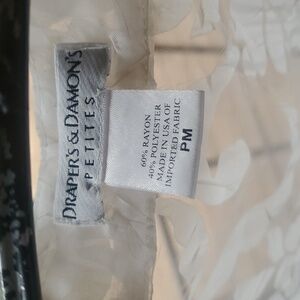 DRAPER'S & DAMON'S
PETITES
60% RAYON
40% POLYESTER
MADE IN USA OF
IMPORTED FABRIC
PM